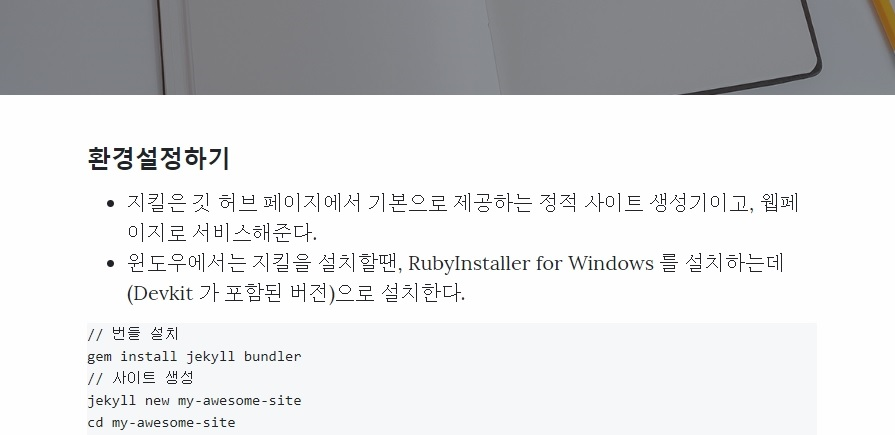 환경설정하기
지킬은 깃 허브 페이지에서 기본으로 제공하는 정적 사이트 생성기이고, 웹페
이지로 서비스해준다.
윈도우에서는 지킬을 설치할땐, RubyInstaller for Windows 를 설치하는데
(Devkit 가 포함된 버전)으로 설치한다.
// 번들 설치
gem install jekyll bundler
// 사이트 생성
jekyll new my-awesome-site
cd my-awesome-site